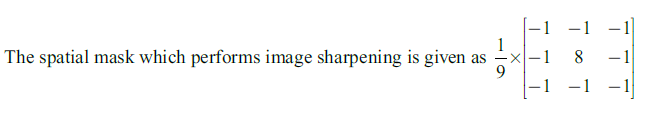 The spatial mask which performs image sharpening is given as 1/9 × [−1 −1 −1
−1 8 −1
−1 −1 −1]